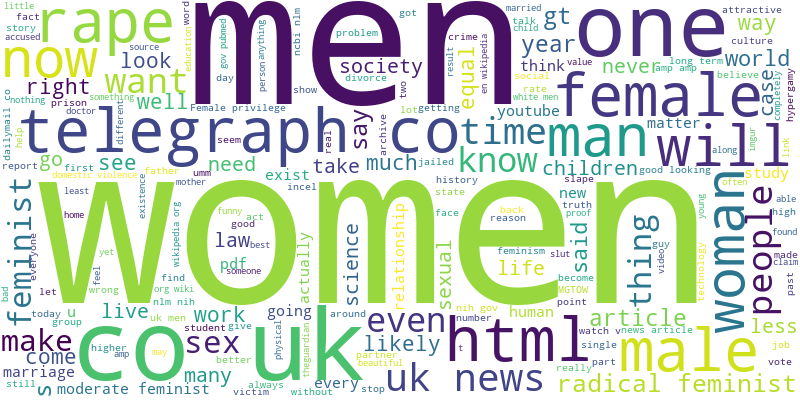 men
women
one
rape
now
want
telegraph co
time
man
will
female
male
woman
co
uk
html
uk news
radical feminist
moderate feminist
feminist
people
thing
said
know
children
society
equal
gt
year
think
never
world
case
way
look
right
well
need
go
see
say
take
much
exist
law
pdf
live
work
sex
make
come
marriage
many
even
likely
article
life
less
new
science
relationship
sexual
actually
human
study
matter
youtube
high
hypergamy
Female privilege
domestic violence
little
fact
story
accused
source
married
talk
child
attractive
culture
long term
amp amp
believe
value
social
rate
white men
completely
imgur
link
good looking
along
often
young
technology
video
guy
become
MGTOW
point
feminism
slut
nih gov
number
reason
hack
proof
truth
history
state
face
slape
jailed
archive
two
getting
lot
crime
result
en wikipedia
got
problem
person
anything
gov pubmed
ncbi nlm
day
show
divorce
education
word
different
doctor
something
nothing
prison
seem
real
umm
incel
dailymail co
help
report
first
father
mother
existence
wikipedia org
org wiki
nlm nih
uk men
funny
act
good
best
someone
find
wrong
feel
home
least
yet
let
everyone
bad
today
group
still
higher
amp
may
student
give
better
victim
always
without
physical
going
around
theguardian
every
partner
beautiful
stop
watch v
news article
single
part
really
job
vote
able
found
made
claim
past
u
s
t